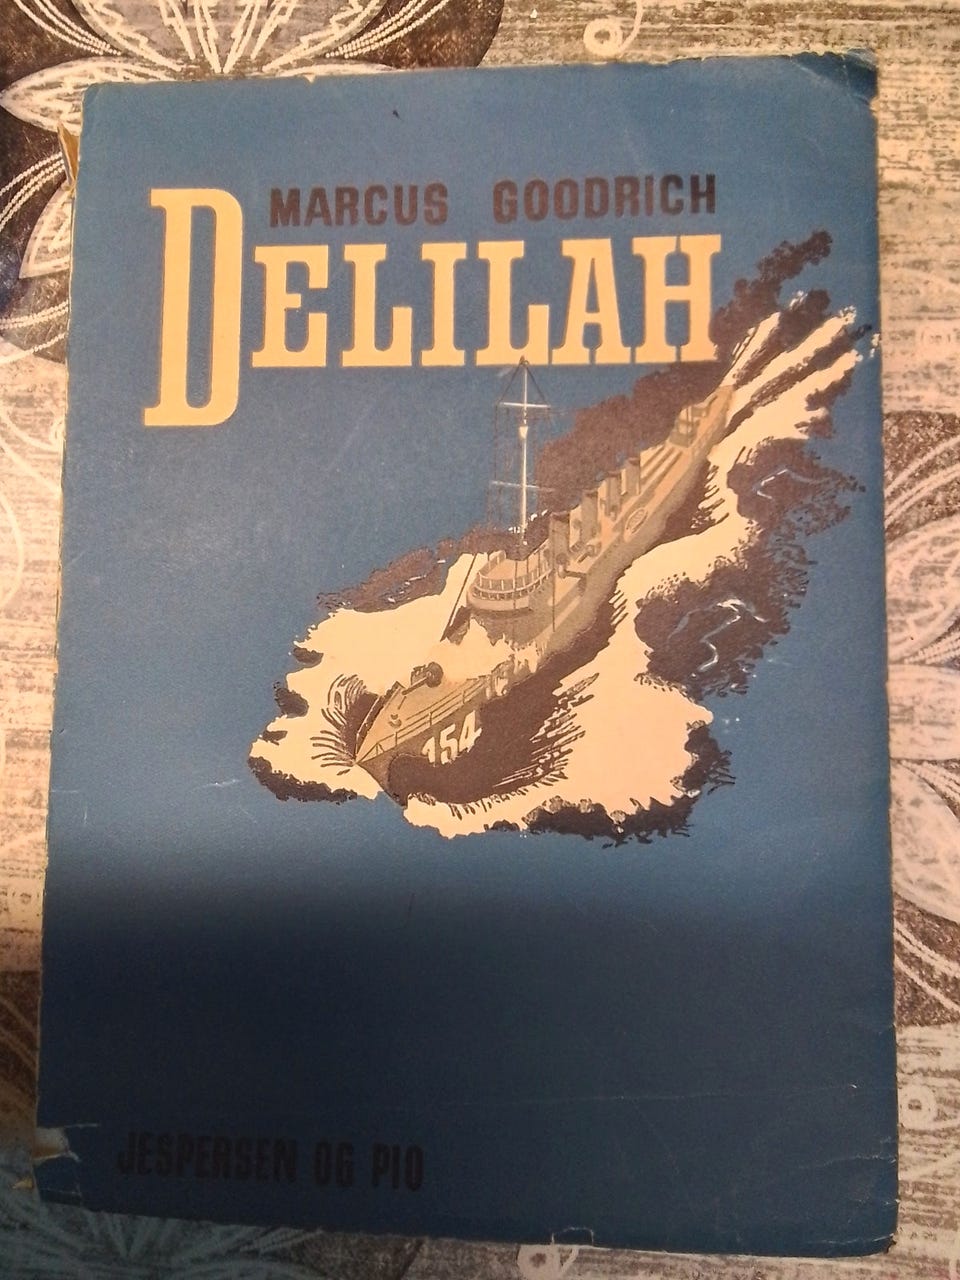 MARCUS GOODRICH
DELILAH
154
JESPERSEN OG PIO